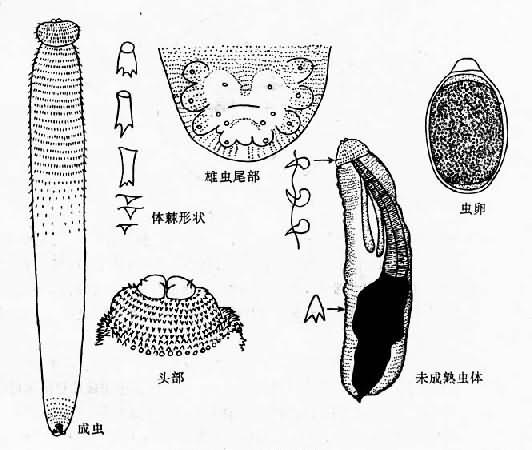 雄虫尾部
虫卵
体棘形状
头部
未成熟虫体
成虫